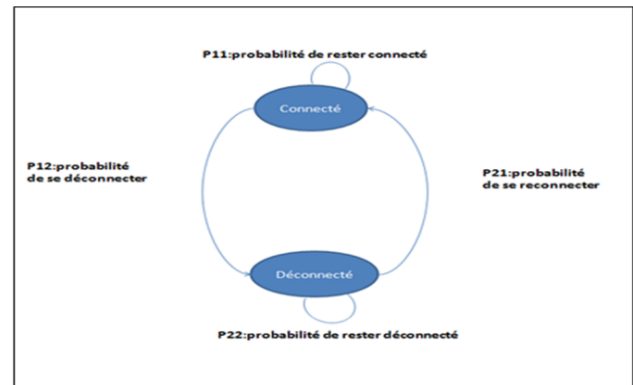 P11:probabilité de rester connecté
Connecté
P12:probabilité
de se déconnecter
P21:probabilité
de se reconnecter
Déconnecté
P22:probabilité de rester déconnecté